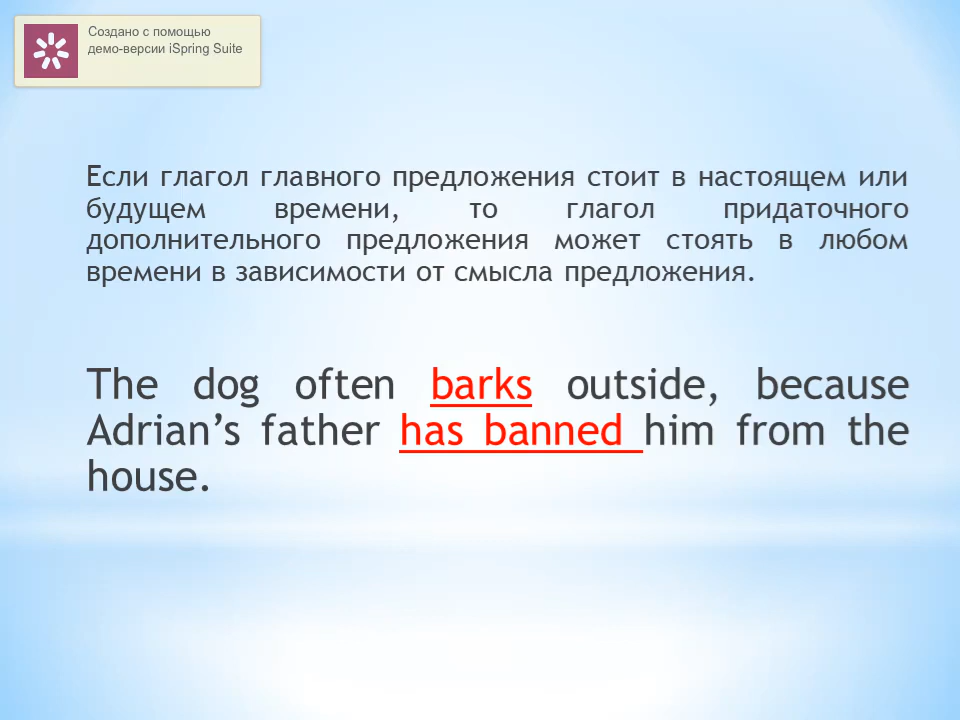 Создано с помощью
демо-версии iSpring Suite
Если глагол главного предложения стоит в настоящем или
будущем времени, то глагол придаточного
дополнительного предложения может стоять в любом
времени в зависимости от смысла предложения.
The dog often barks outside, because
Adrian’s father has banned him from the
house.